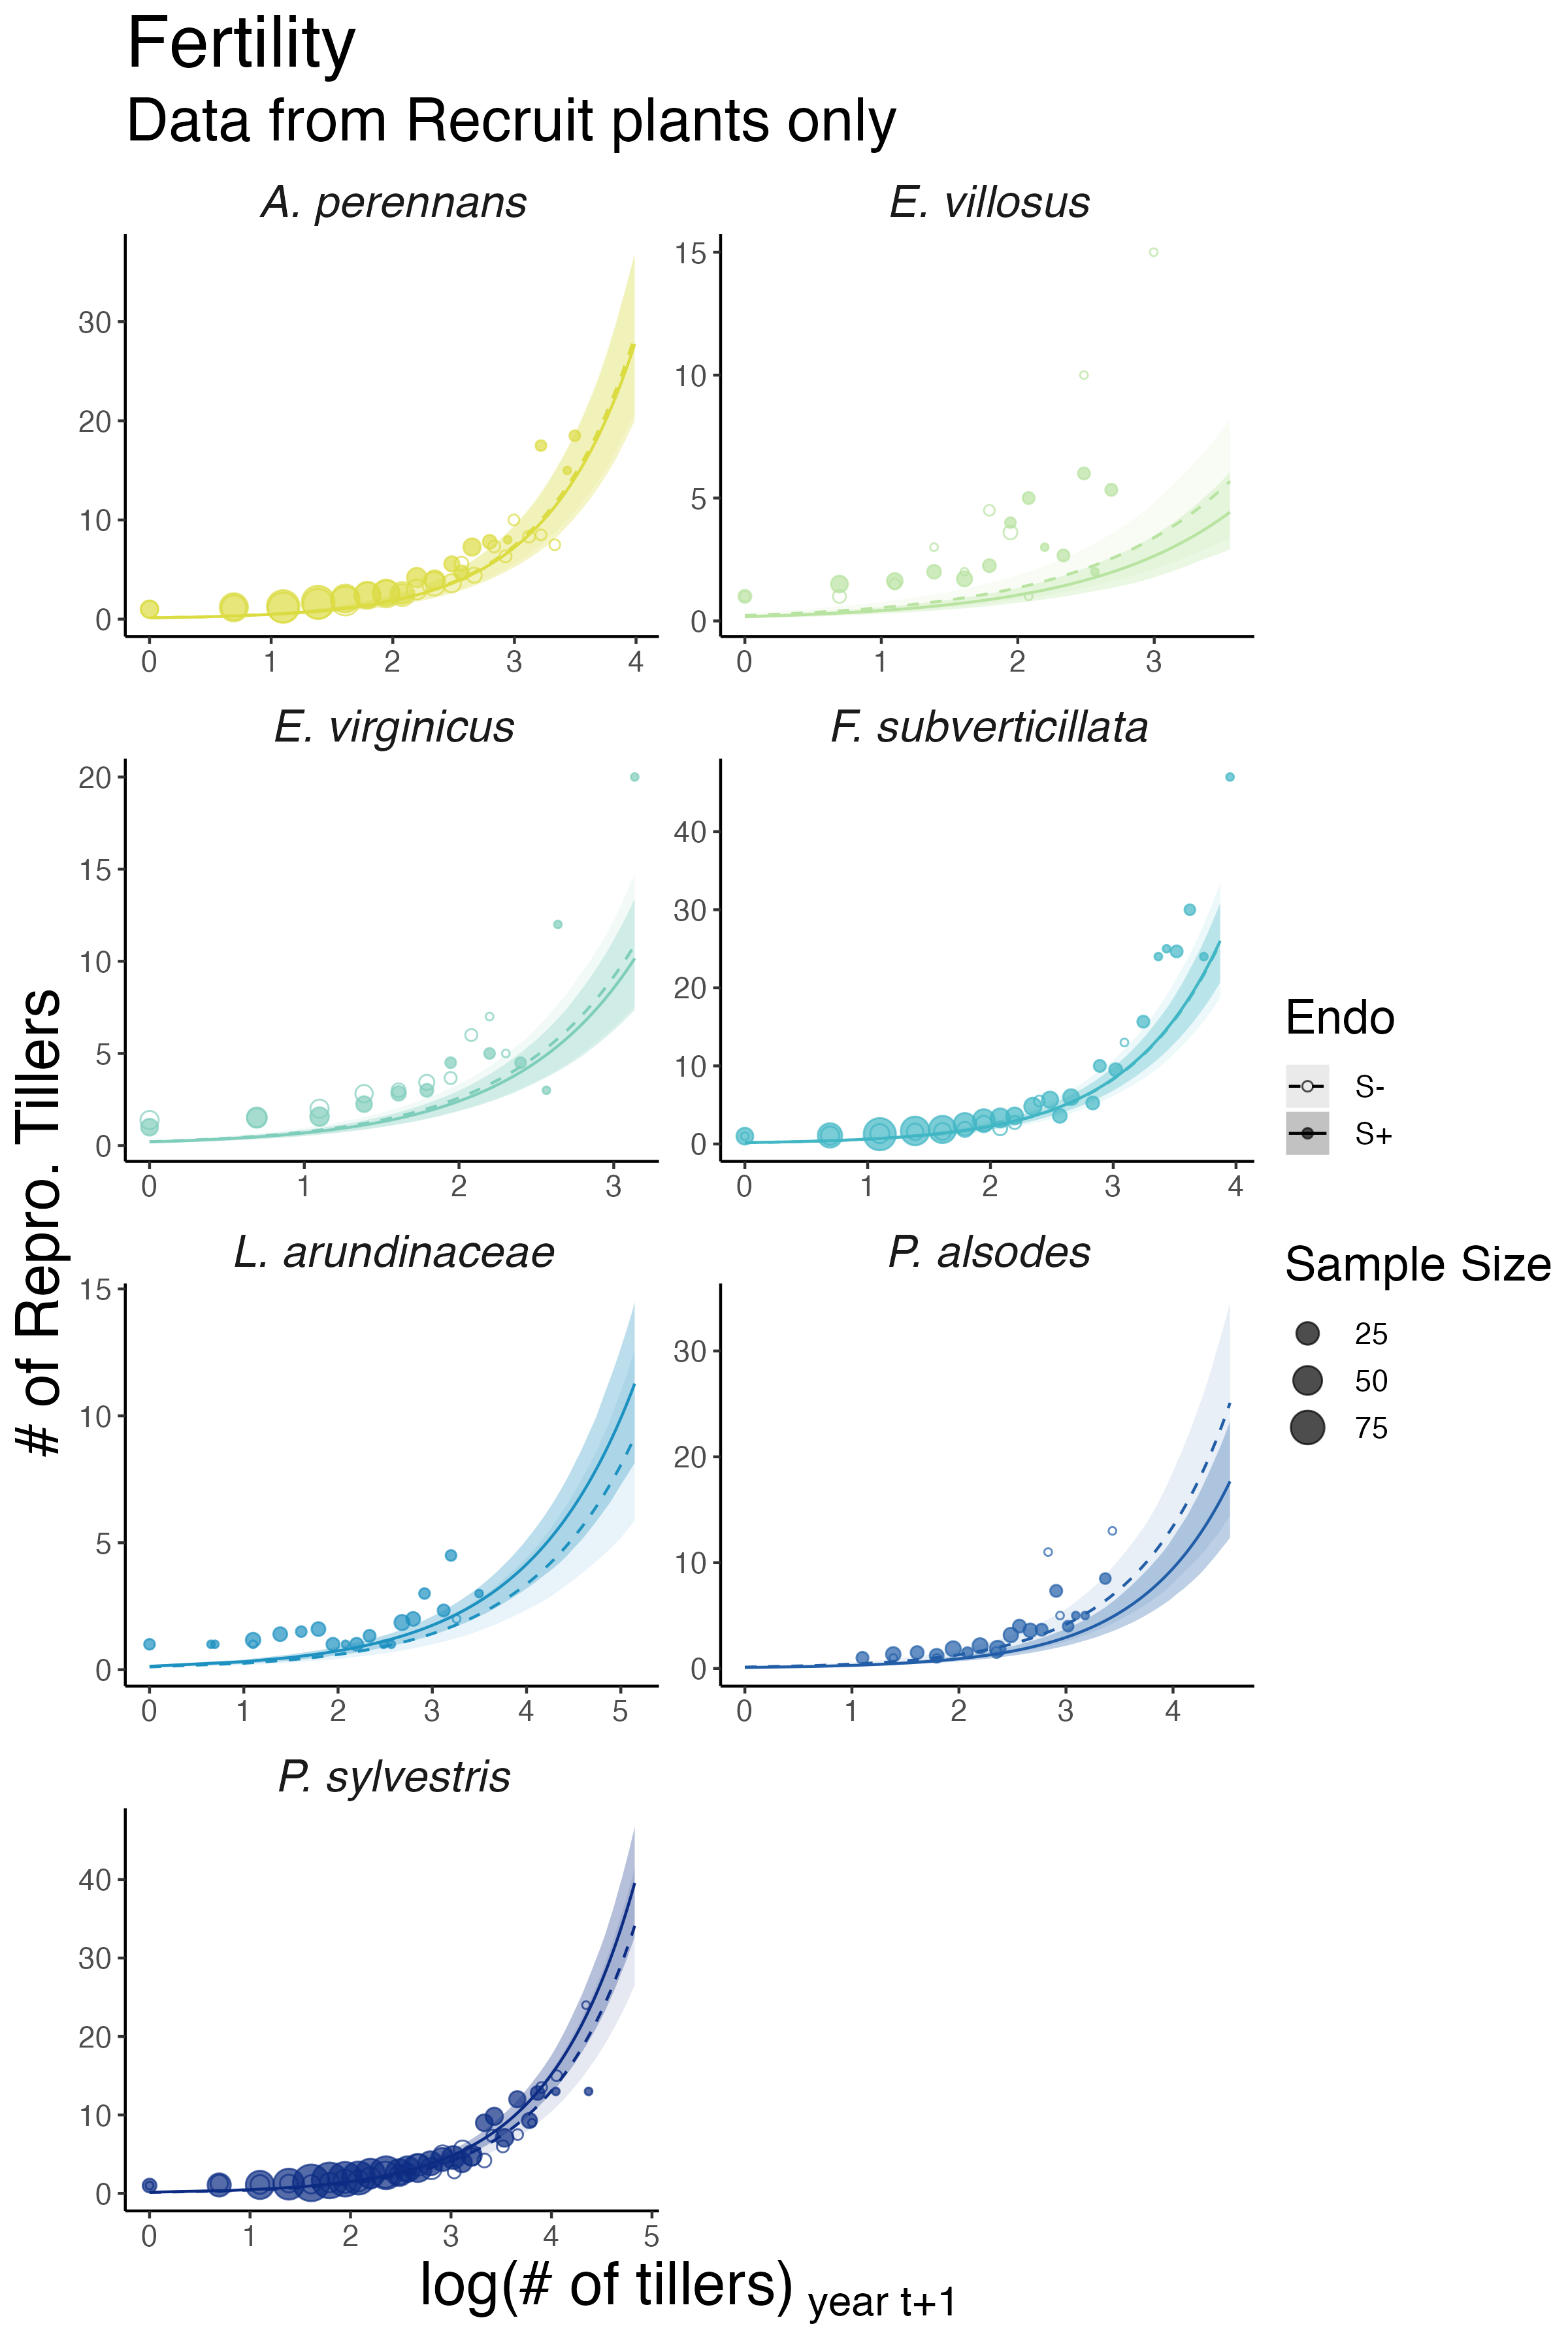 Fertility
Data from Recruit plants only
A. perennans
E. villosus
30
20
10
0
0 1 2 3 4
15
10
5
0
0 1 2 3
E. virginicus
F. subverticillata
20
15
10
5
0
0 1 2 3
40
30
20
10
0
0 1 2 3 4
L. arundinaceae
P. alsodes
15
10
5
0
0 1 2 3 4 5
30
20
10
0
0 1 2 3 4
P. sylvestris
40
30
20
10
0
0 1 2 3 4 5
# of Repro. Tillers
log(# of tillers) year t+1
Endo
S-
S+
Sample Size
25
50
75